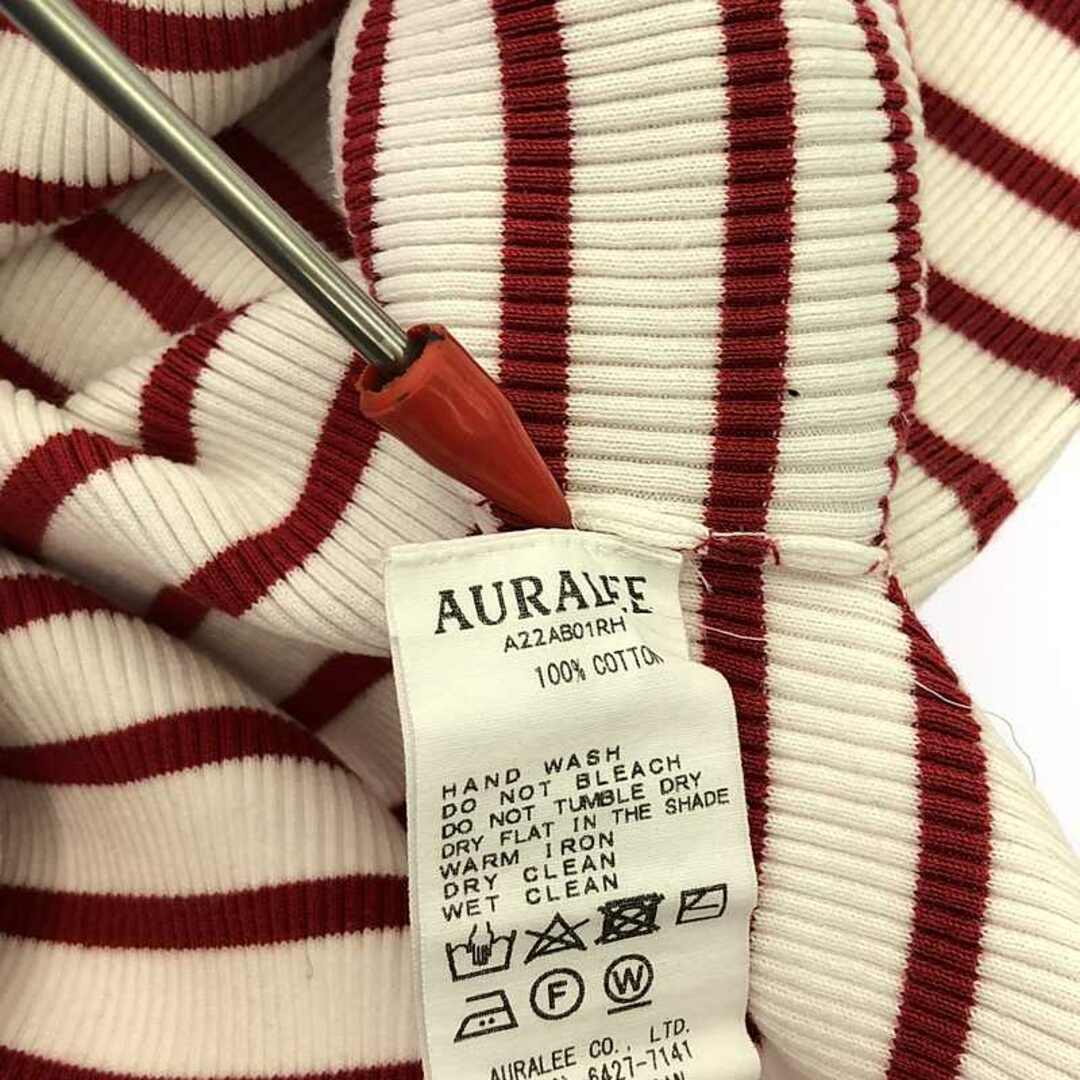 AURALEE
A22AB01RH
100% COTTON
HAND WASH
DO NOT BLEACH
DO NOT TUMBLE DRY
DRY FLAT IN THE SHADE
WARM IRON
DRY CLEAN
WET CLEAN
F W
AURALEE CO., LTD.
6427-7141